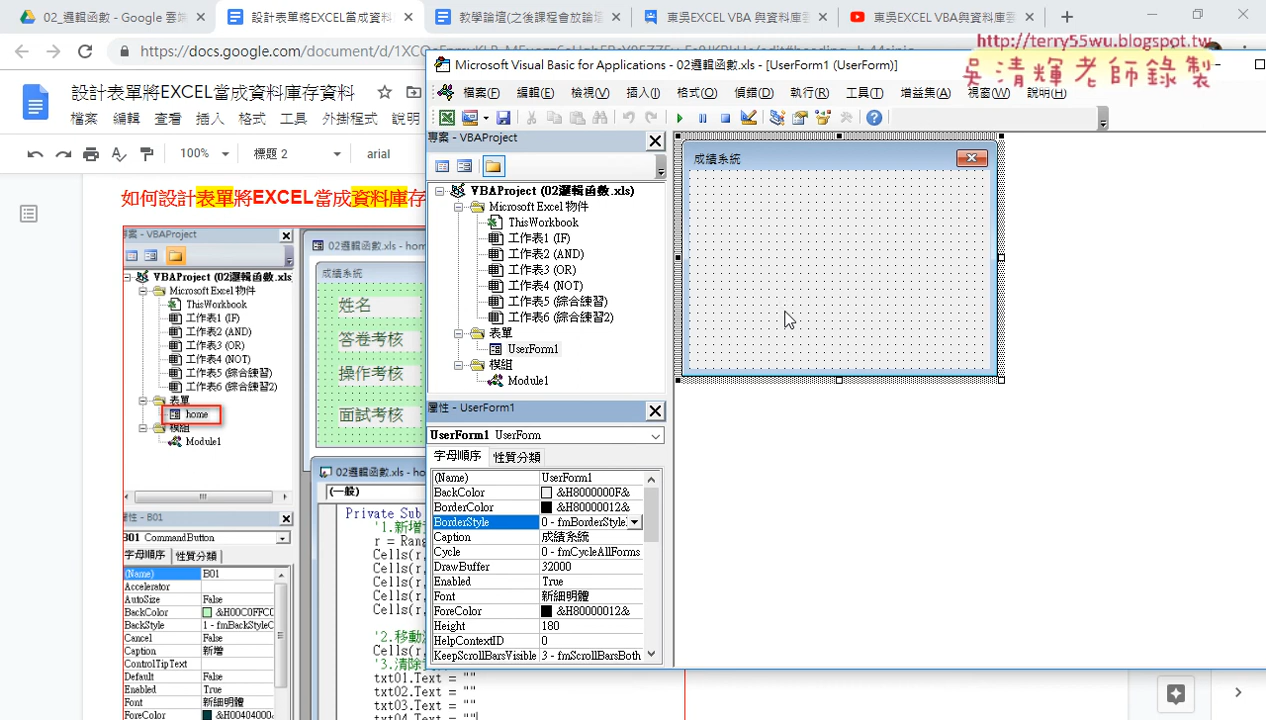 02_邏輯函數 - Google 雲端
設計表單將EXCEL當成資料
教學論壇(之後課程會放論壇
東吳EXCEL VBA 與資料庫雲
東吳EXCEL VBA與資料庫雲
http://terry55wu.blogspot.tw
吳清輝老師錄製
設計表單將EXCEL當成資料庫存資料
檔案 編輯 查看 插入 格式 工具 外掛程式 說明
100% 標題 2 arial
如何設計表單將EXCEL當成資料庫存
專案 - VBAProject
VBAProject (02邏輯函數.xls
Microsoft Excel 物件
ThisWorkbook
工作表1 (IF)
工作表2 (AND)
工作表3 (OR)
工作表4 (NOT)
工作表5 (綜合練習)
工作表6 (綜合練習2)
表單
home
模組
Module1
B01 CommandButton
字母順序 性質分類
(Name) B01
Accelerator
AutoSize False
BackColor &H00C0FFC0
BackStyle 1 - fmBackStyleO
Cancel False
Caption 新增
ControlTipText
Default False
Enabled True
Font 新細明體
ForeColor &H00404000
02邏輯函數.xls - hom
成績系統
姓名
答卷考核
操作考核
面試考核
02邏輯函數.xls - ho
(一般)
Private Sub
'1.新增
r = Rang
Cells(r,
Cells(r,
Cells(r,
Cells(r,
Cells(r,
'2.移動
Cells(r,
'3.清除
txt01.Text = ""
txt02.Text = ""
txt03.Text = ""
txt04.Text = ""
Microsoft Visual Basic for Applications - 02邏輯函數.xls - [UserForm1 (UserForm)]
檔案(F) 編輯(E) 檢視(V) 插入(I) 格式(O) 偵錯(D) 執行(R) 工具(T) 增益集(A) 視窗(W) 說明(H)
專案 - VBAProject
VBAProject (02邏輯函數.xls)
Microsoft Excel 物件
ThisWorkbook
工作表1 (IF)
工作表2 (AND)
工作表3 (OR)
工作表4 (NOT)
工作表5 (綜合練習)
工作表6 (綜合練習2)
表單
UserForm1
模組
Module1
屬性 - UserForm1
UserForm1 UserForm
字母順序 性質分類
(Name) UserForm1
BackColor &H8000000F&
BorderColor &H80000012&
BorderStyle 0 - fmBorderStyle
Caption 成績系統
Cycle 0 - fmCycleAllForms
DrawBuffer 32000
Enabled True
Font 新細明體
ForeColor &H80000012&
Height 180
HelpContextID 0
KeepScrollBarsVisible 3 - fmScrollBarsBoth
成績系統